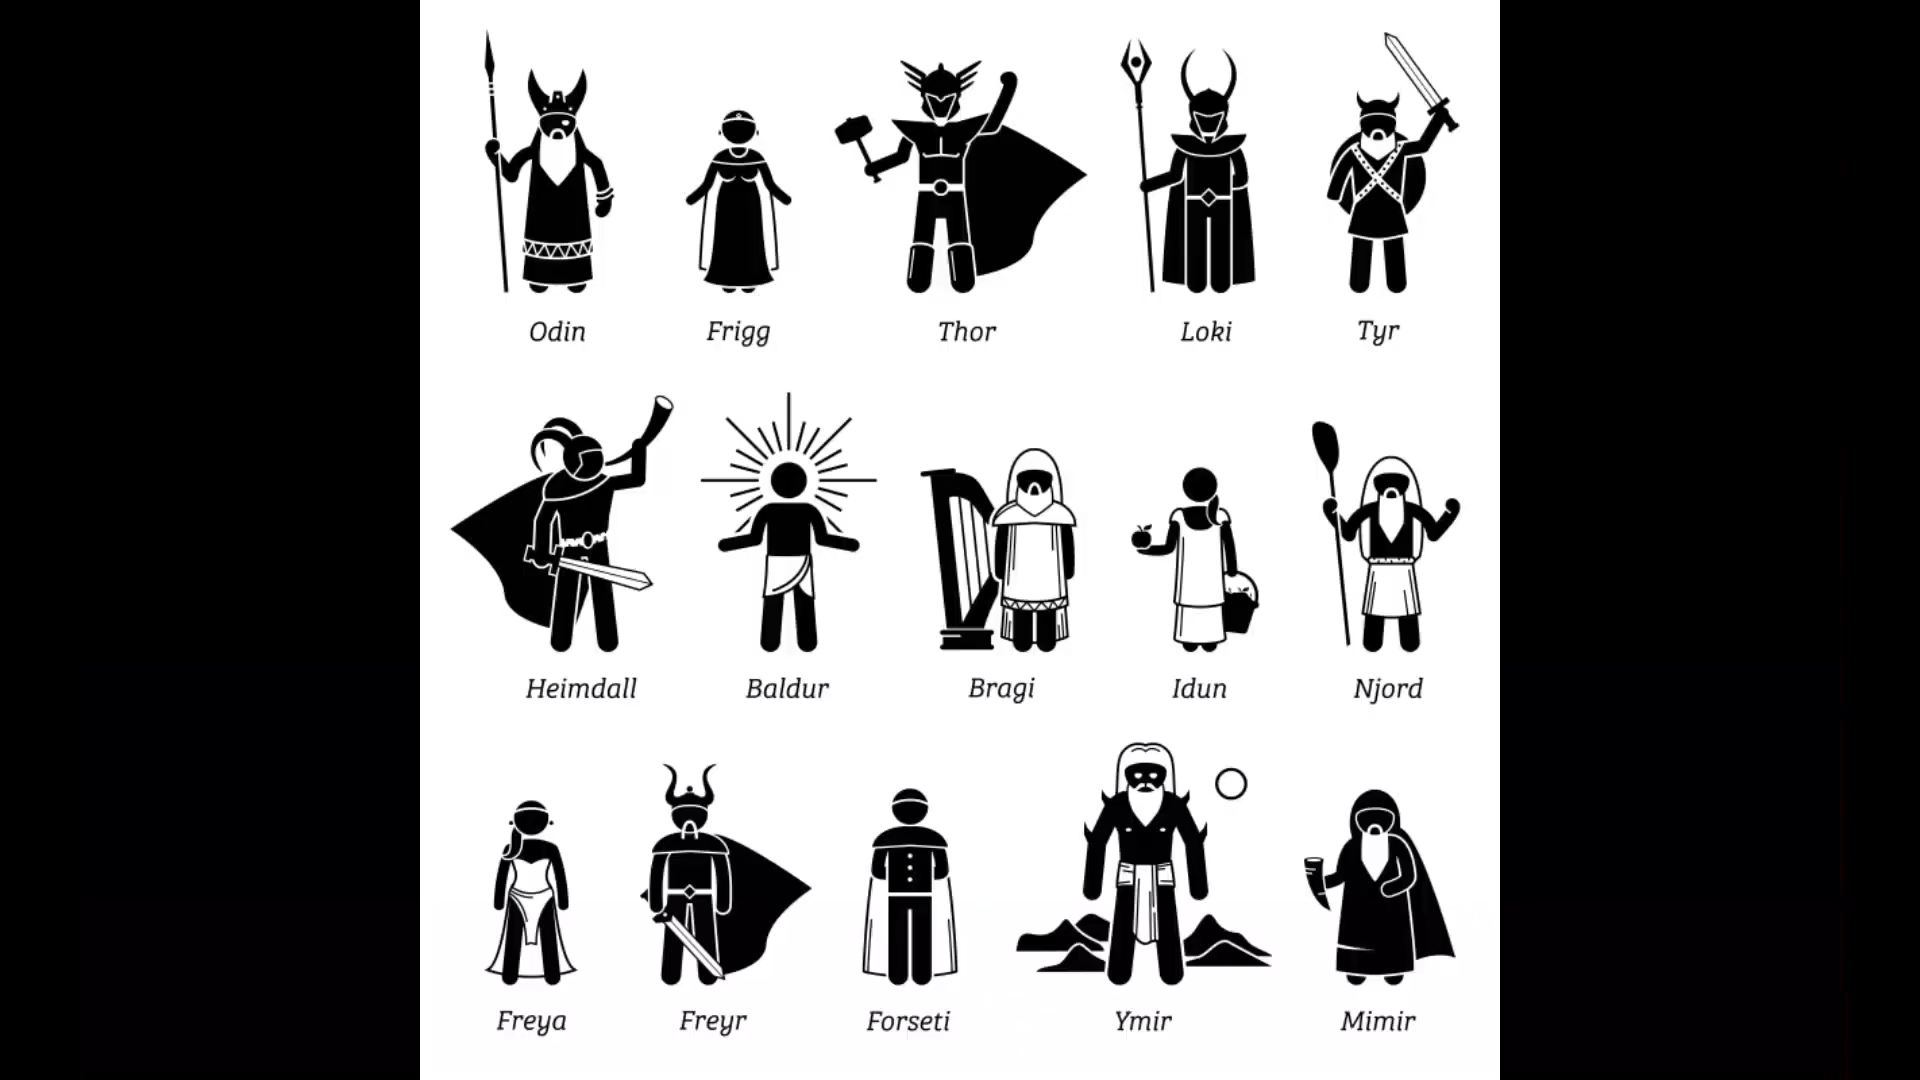 Odin Frigg Thor Loki Tyr
Heimdall Baldur Bragi Idun Njord
Freya Freyr Forseti Ymir Mimir